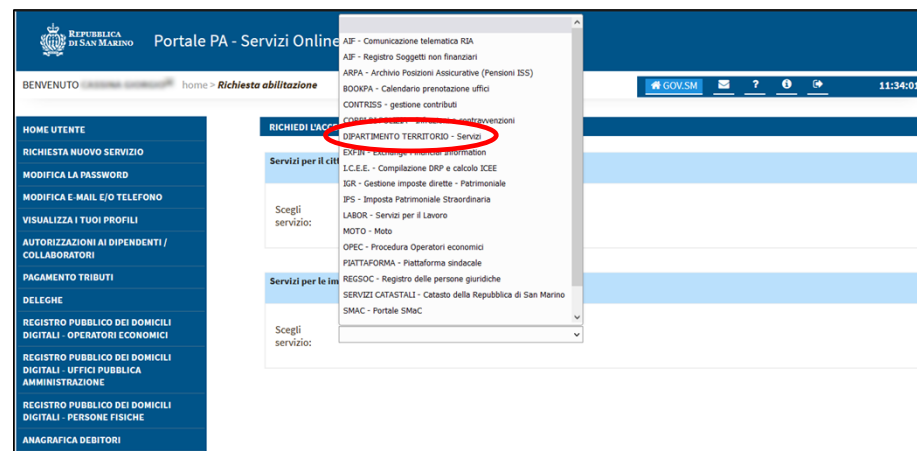 REPUBBLICA
DI SAN MARINO
Portale PA - Servizi Online
BENVENUTO
home > Richiesta abilitazione
GOV.SM
?
11:34:01
HOME UTENTE
RICHIESTA NUOVO SERVIZIO
MODIFICA LA PASSWORD
MODIFICA E-MAIL E/O TELEFONO
VISUALIZZA I TUOI PROFILI
AUTORIZZAZIONI AI DIPENDENTI /
COLLABORATORI
PAGAMENTO TRIBUTI
DELEGHE
REGISTRO PUBBLICO DEI DOMICILI
DIGITALI - OPERATORI ECONOMICI
REGISTRO PUBBLICO DEI DOMICILI
DIGITALI - UFFICI PUBBLICA
AMMINISTRAZIONE
REGISTRO PUBBLICO DEI DOMICILI
DIGITALI - PERSONE FISICHE
ANAGRAFICA DEBITORI
RICHIEDI L'ACCE
Servizi per il citt
Scegli
servizio:
Servizi per le im
Scegli
servizio:
AIF - Comunicazione telematica RIA
AIF - Registro Soggetti non finanziari
ARPA - Archivio Posizioni Assicurative (Pensioni ISS)
BOOKPA - Calendario prenotazione uffici
CONTRISS - gestione contributi
contravvenzioni
DIPARTIMENTO TERRITORIO - Servizi
EXFIN - Exchange Financial Information
I.C.E.E. - Compilazione DRP e calcolo ICEE
IGR - Gestione imposte dirette - Patrimoniale
IPS - Imposta Patrimoniale Straordinaria
LABOR - Servizi per il Lavoro
MOTO - Moto
OPEC - Procedura Operatori economici
PIATTAFORMA - Piattaforma sindacale
REGSOC - Registro delle persone giuridiche
SERVIZI CATASTALI - Catasto della Repubblica di San Marino
SMAC - Portale SMaC